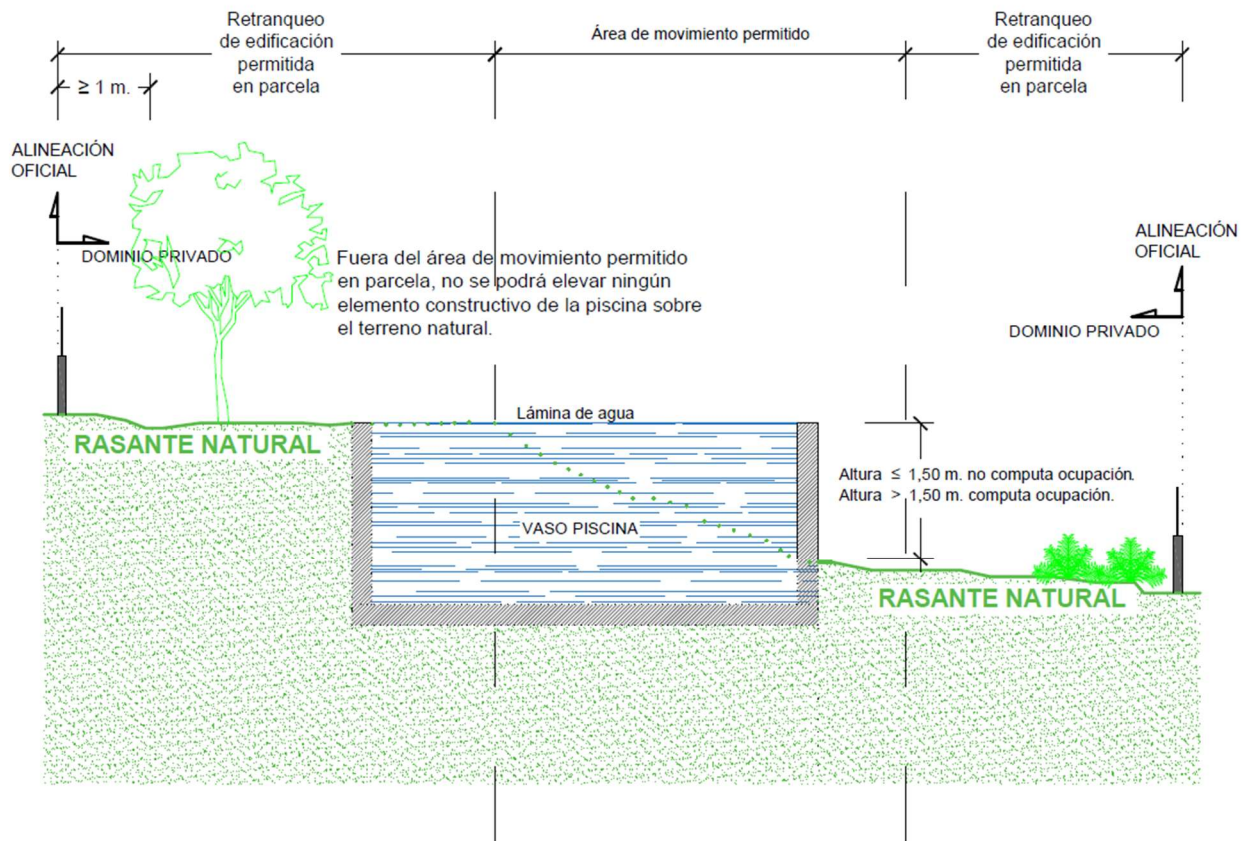 Retranqueo
de edificación
permitida
en parcela
Área de movimiento permitido
Retranqueo
de edificación
permitida
en parcela
≥ 1 m.
ALINEACIÓN
OFICIAL
DOMINIO PRIVADO
Fuera del área de movimiento permitido
en parcela, no se podrá elevar ningún
elemento constructivo de la piscina sobre
el terreno natural.
ALINEACIÓN
OFICIAL
DOMINIO PRIVADO
Lámina de agua
RASANTE NATURAL
Altura ≤ 1,50 m. no computa ocupación.
Altura > 1,50 m. computa ocupación.
VASO PISCINA
RASANTE NATURAL